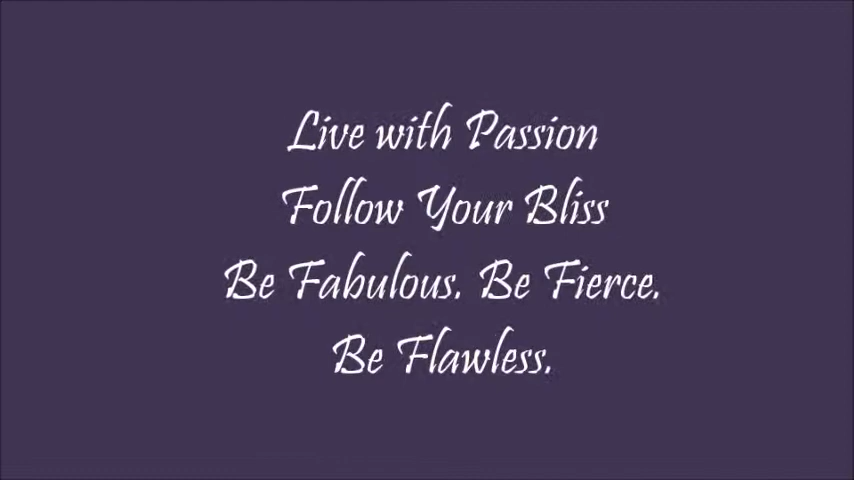 Live with Passion
Follow Your Bliss
Be Fabulous. Be Fierce.
Be Flawless.